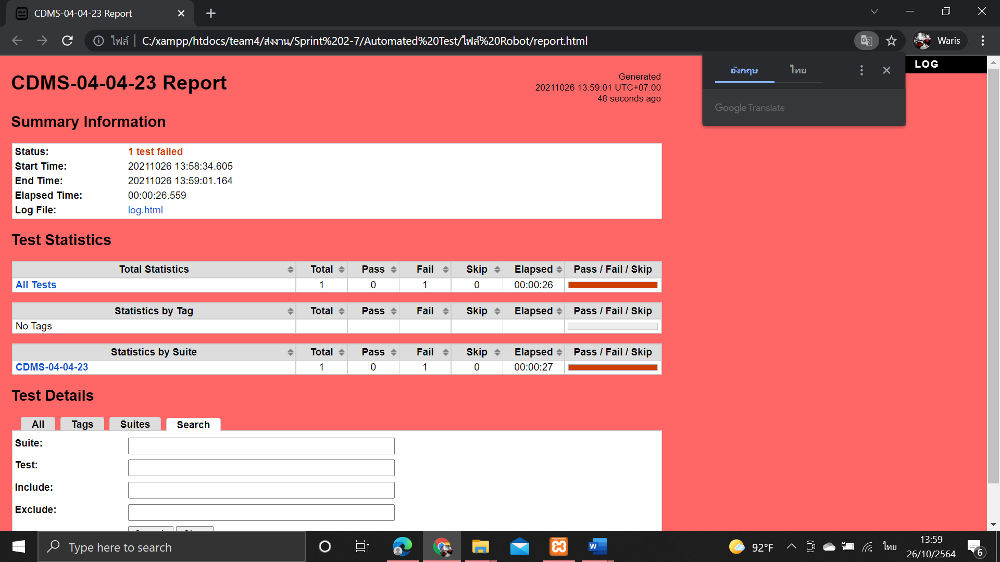 CDMS-04-04-23 Report
ไฟล์
C:/xampp/htdocs/team4/ส่งงาน/Sprint%202-7/Automated%20Test/ไฟล์%20Robot/report.html
Waris
LOG
อังกฤษ
ไทย
Google Translate
CDMS-04-04-23 Report
Generated
20211026 13:59:01 UTC+07:00
48 seconds ago
Summary Information
Status: 1 test failed
Start Time: 20211026 13:58:34.605
End Time: 20211026 13:59:01.164
Elapsed Time: 00:00:26.559
Log File: log.html
Test Statistics
Total Statistics Total Pass Fail Skip Elapsed Pass / Fail / Skip
All Tests 1 0 1 0 00:00:26
Statistics by Tag Total Pass Fail Skip Elapsed Pass / Fail / Skip
No Tags
Statistics by Suite Total Pass Fail Skip Elapsed Pass / Fail / Skip
CDMS-04-04-23 1 0 1 0 00:00:27
Test Details
All Tags Suites Search
Suite:
Test:
Include:
Exclude:
Type here to search
92°F
ไทย
13:59
26/10/2564
6